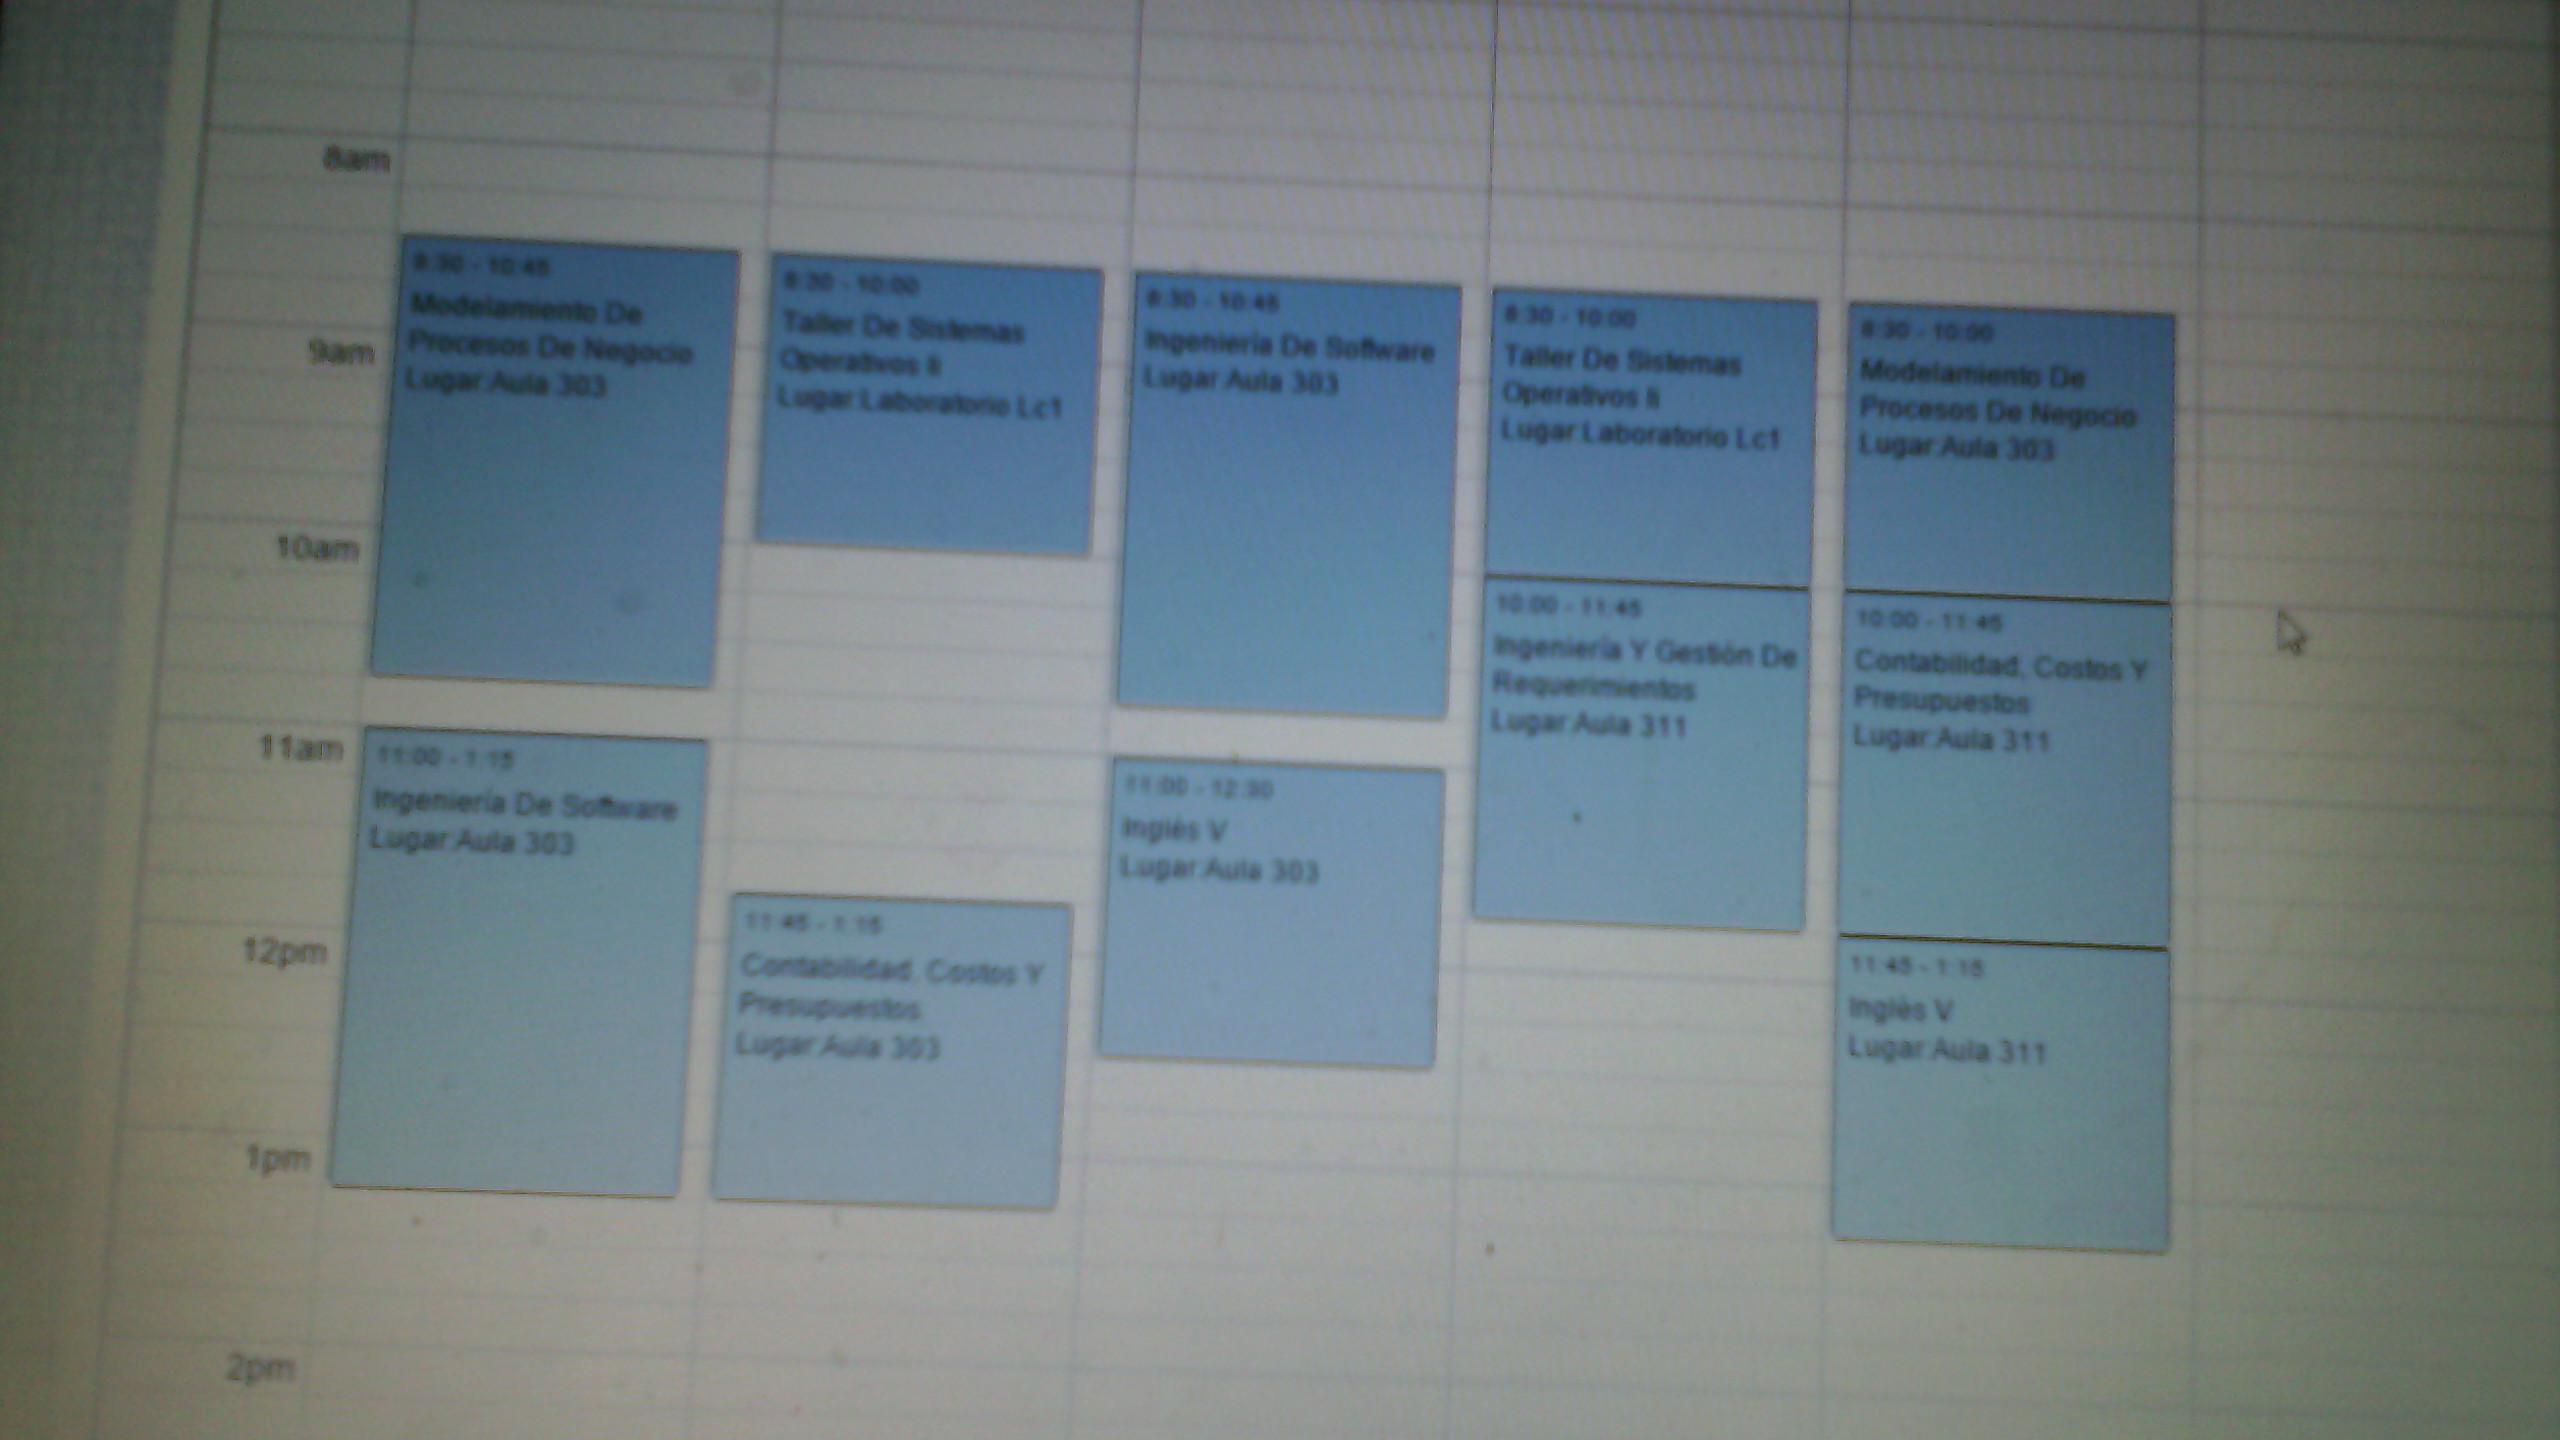 8am
9am
10am
11am
12pm
1pm
2pm
8:30 - 10:45
Modelamiento De
Procesos De Negocio
Lugar:Aula 303
11:00 - 1:15
Ingeniería De Software
Lugar:Aula 303
8:30 - 10:00
Taller De Sistemas
Operativos Ii
Lugar:Laboratorio Lc1
11:45 - 1:15
Contabilidad, Costos Y
Presupuestos
Lugar:Aula 303
8:30 - 10:45
Ingeniería De Software
Lugar:Aula 303
11:00 - 12:30
Inglés V
Lugar:Aula 303
8:30 - 10:00
Taller De Sistemas
Operativos Ii
Lugar:Laboratorio Lc1
10:00 - 11:45
Ingeniería Y Gestión De
Requerimientos
Lugar:Aula 311
8:30 - 10:00
Modelamiento De
Procesos De Negocio
Lugar:Aula 303
10:00 - 11:45
Contabilidad, Costos Y
Presupuestos
Lugar:Aula 311
11:45 - 1:15
Inglés V
Lugar:Aula 311